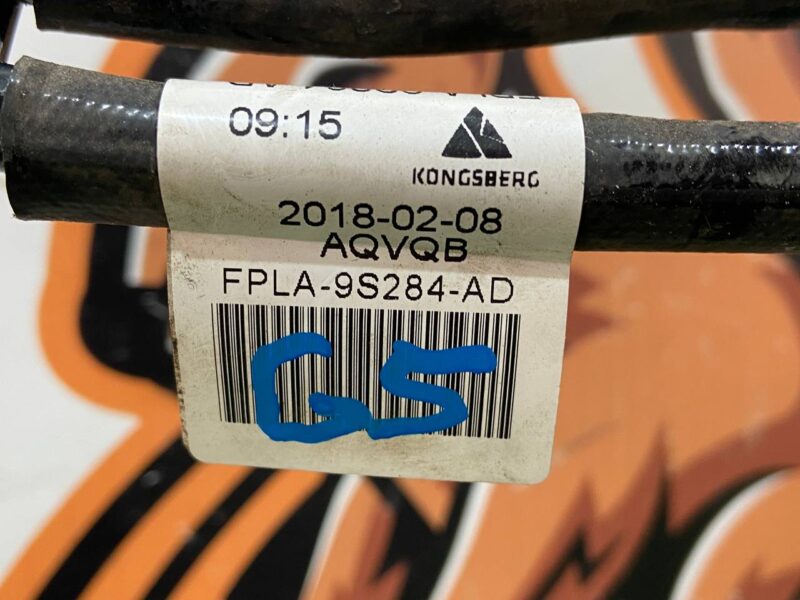 09:15
KONGSBERG
2018-02-08
AQVQB
FPLA-9S284-AD
G5